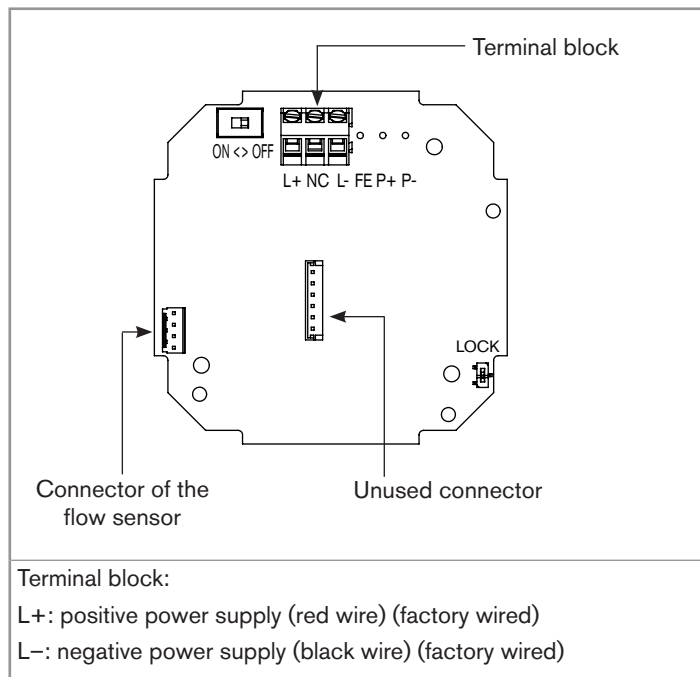 Terminal block
ON <> OFF
L+ NC L- FE P+ P-
LOCK
Connector of the
flow sensor
Unused connector
Terminal block:
L+: positive power supply (red wire) (factory wired)
L–: negative power supply (black wire) (factory wired)